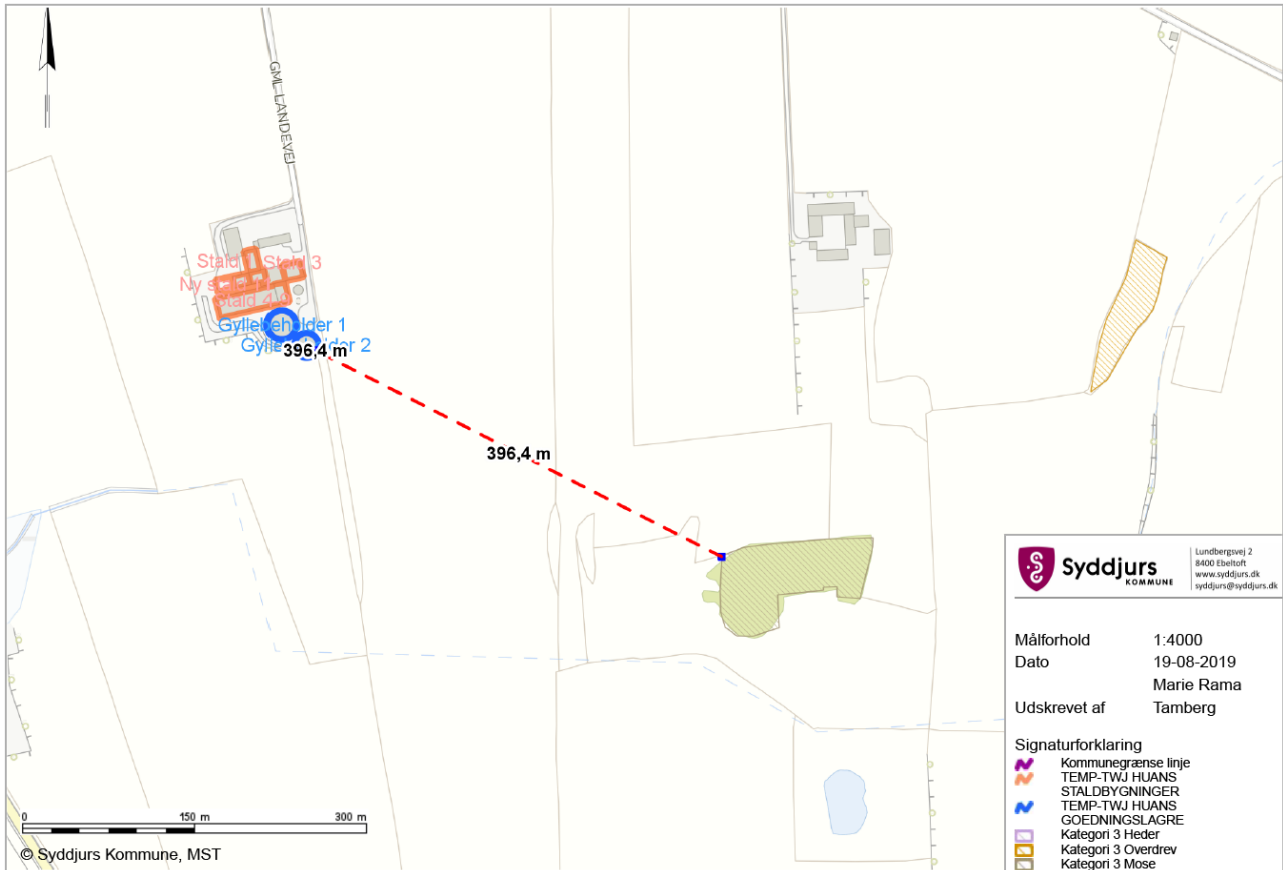 GML LANDEVEJ
Stald 1
Stald 3
Ny stald
Stald 4
Gyllebeholder 1
396,4 m
396,4 m
0 150 m 300 m
© Syddjurs Kommune, MST
Syddjurs
KOMMUNE
Lundbergsvej 2
8400 Ebeltoft
www.syddjurs.dk
syddjurs@syddjurs.dk
Målforhold 1:4000
Dato 19-08-2019
Marie Rama
Udskrevet af Tamberg
Signaturforklaring
Kommunegrænse linje
TEMP-TWJ HUANS
STALDBYGNINGER
TEMP-TWJ HUANS
GOEDNINGSLAGRE
Kategori 3 Heder
Kategori 3 Overdrev
Kategori 3 Mose